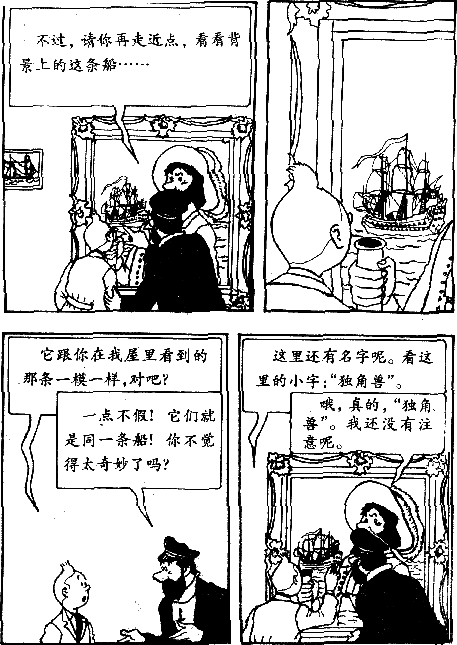 不过，请你再走近点，看看背
景上的这条船……
它跟你在我屋里看到的
那条一模一样，对吧？
一点不假！它们就
是同一条船！你不觉
得太奇妙了吗？
这里还有名字呢。看这
里的小字：“独角兽”。
哦，真的，“独角
兽”。我还没有注
意呢。